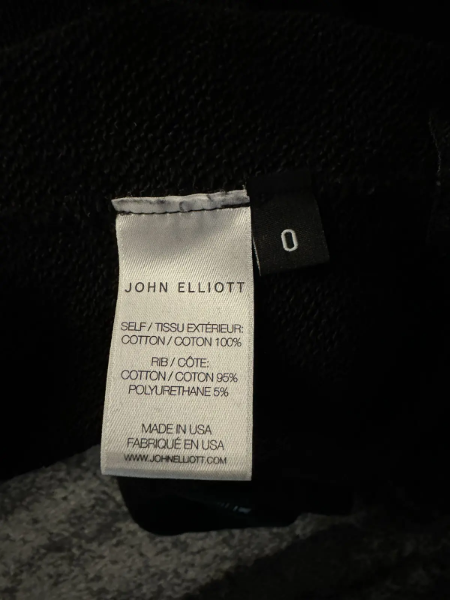 JOHN ELLIOTT
SELF / TISSU EXTÉRIEUR:
COTTON / COTON 100%
RIB / CÔTE:
COTTON / COTON 95%
POLYURETHANE 5%
MADE IN USA
FABRIQUÉ EN USA
WWW.JOHNELLIOTT.COM
0